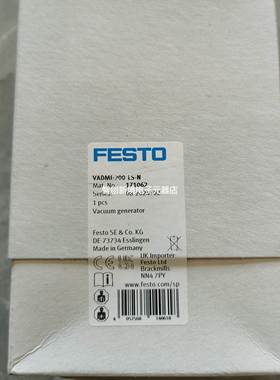 FESTO
VADMI-200-LS-N
Mat. No. 171062
Series
1 pcs
Vacuum generator
Festo SE & Co. KG
DE-73734 Esslingen
Made in Germany
UK Importer
Festo Ltd
Brackmills
NN4 7PY
www.festo.com/sp